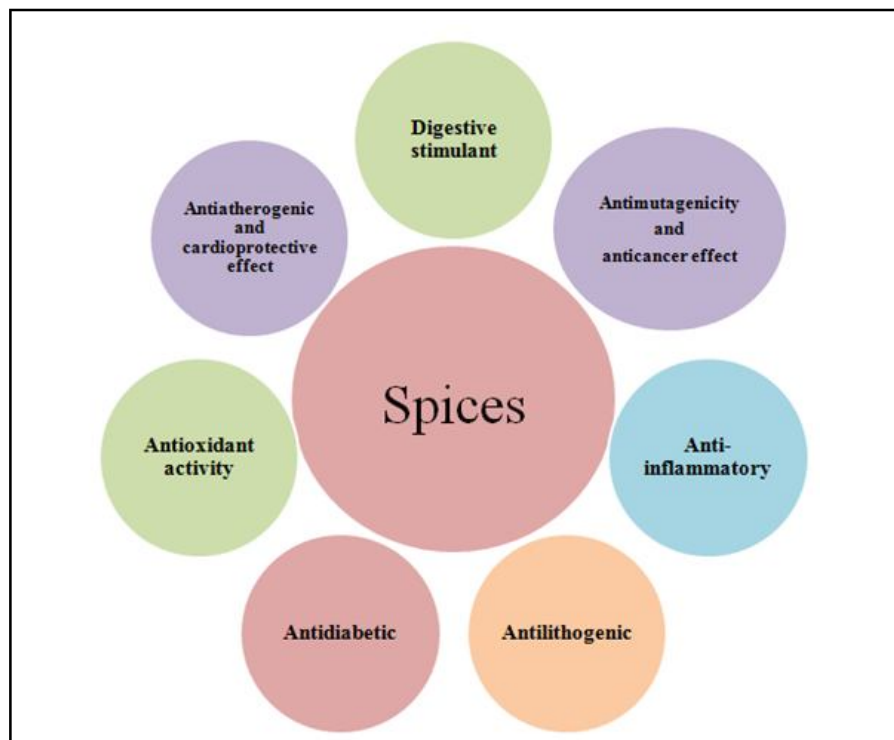 Digestive
stimulant
Antiatherogenic
and
cardioprotective
effect
Antimutagenicity
and
anticancer effect
Spices
Antioxidant
activity
Anti-
inflammatory
Antidiabetic
Antilithogenic